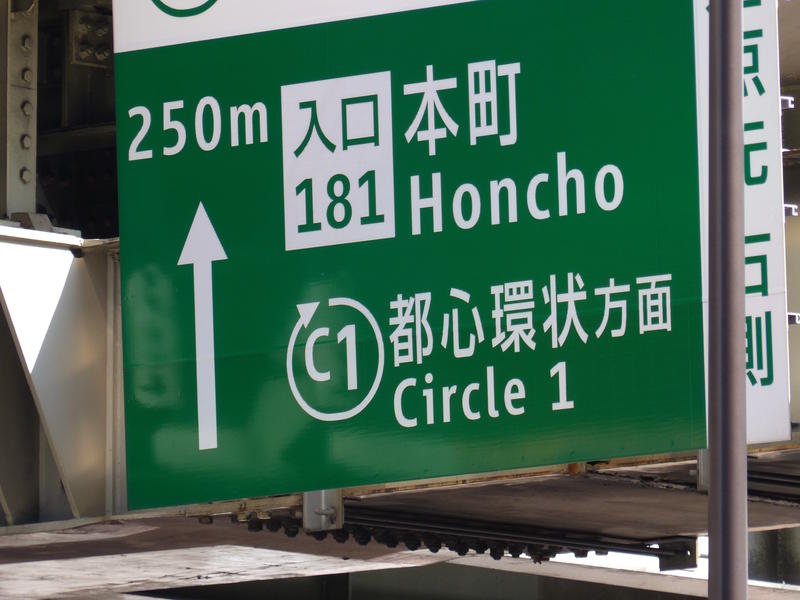 250m
入口
181
本町
Honcho
C1
都心環状方面
Circle 1